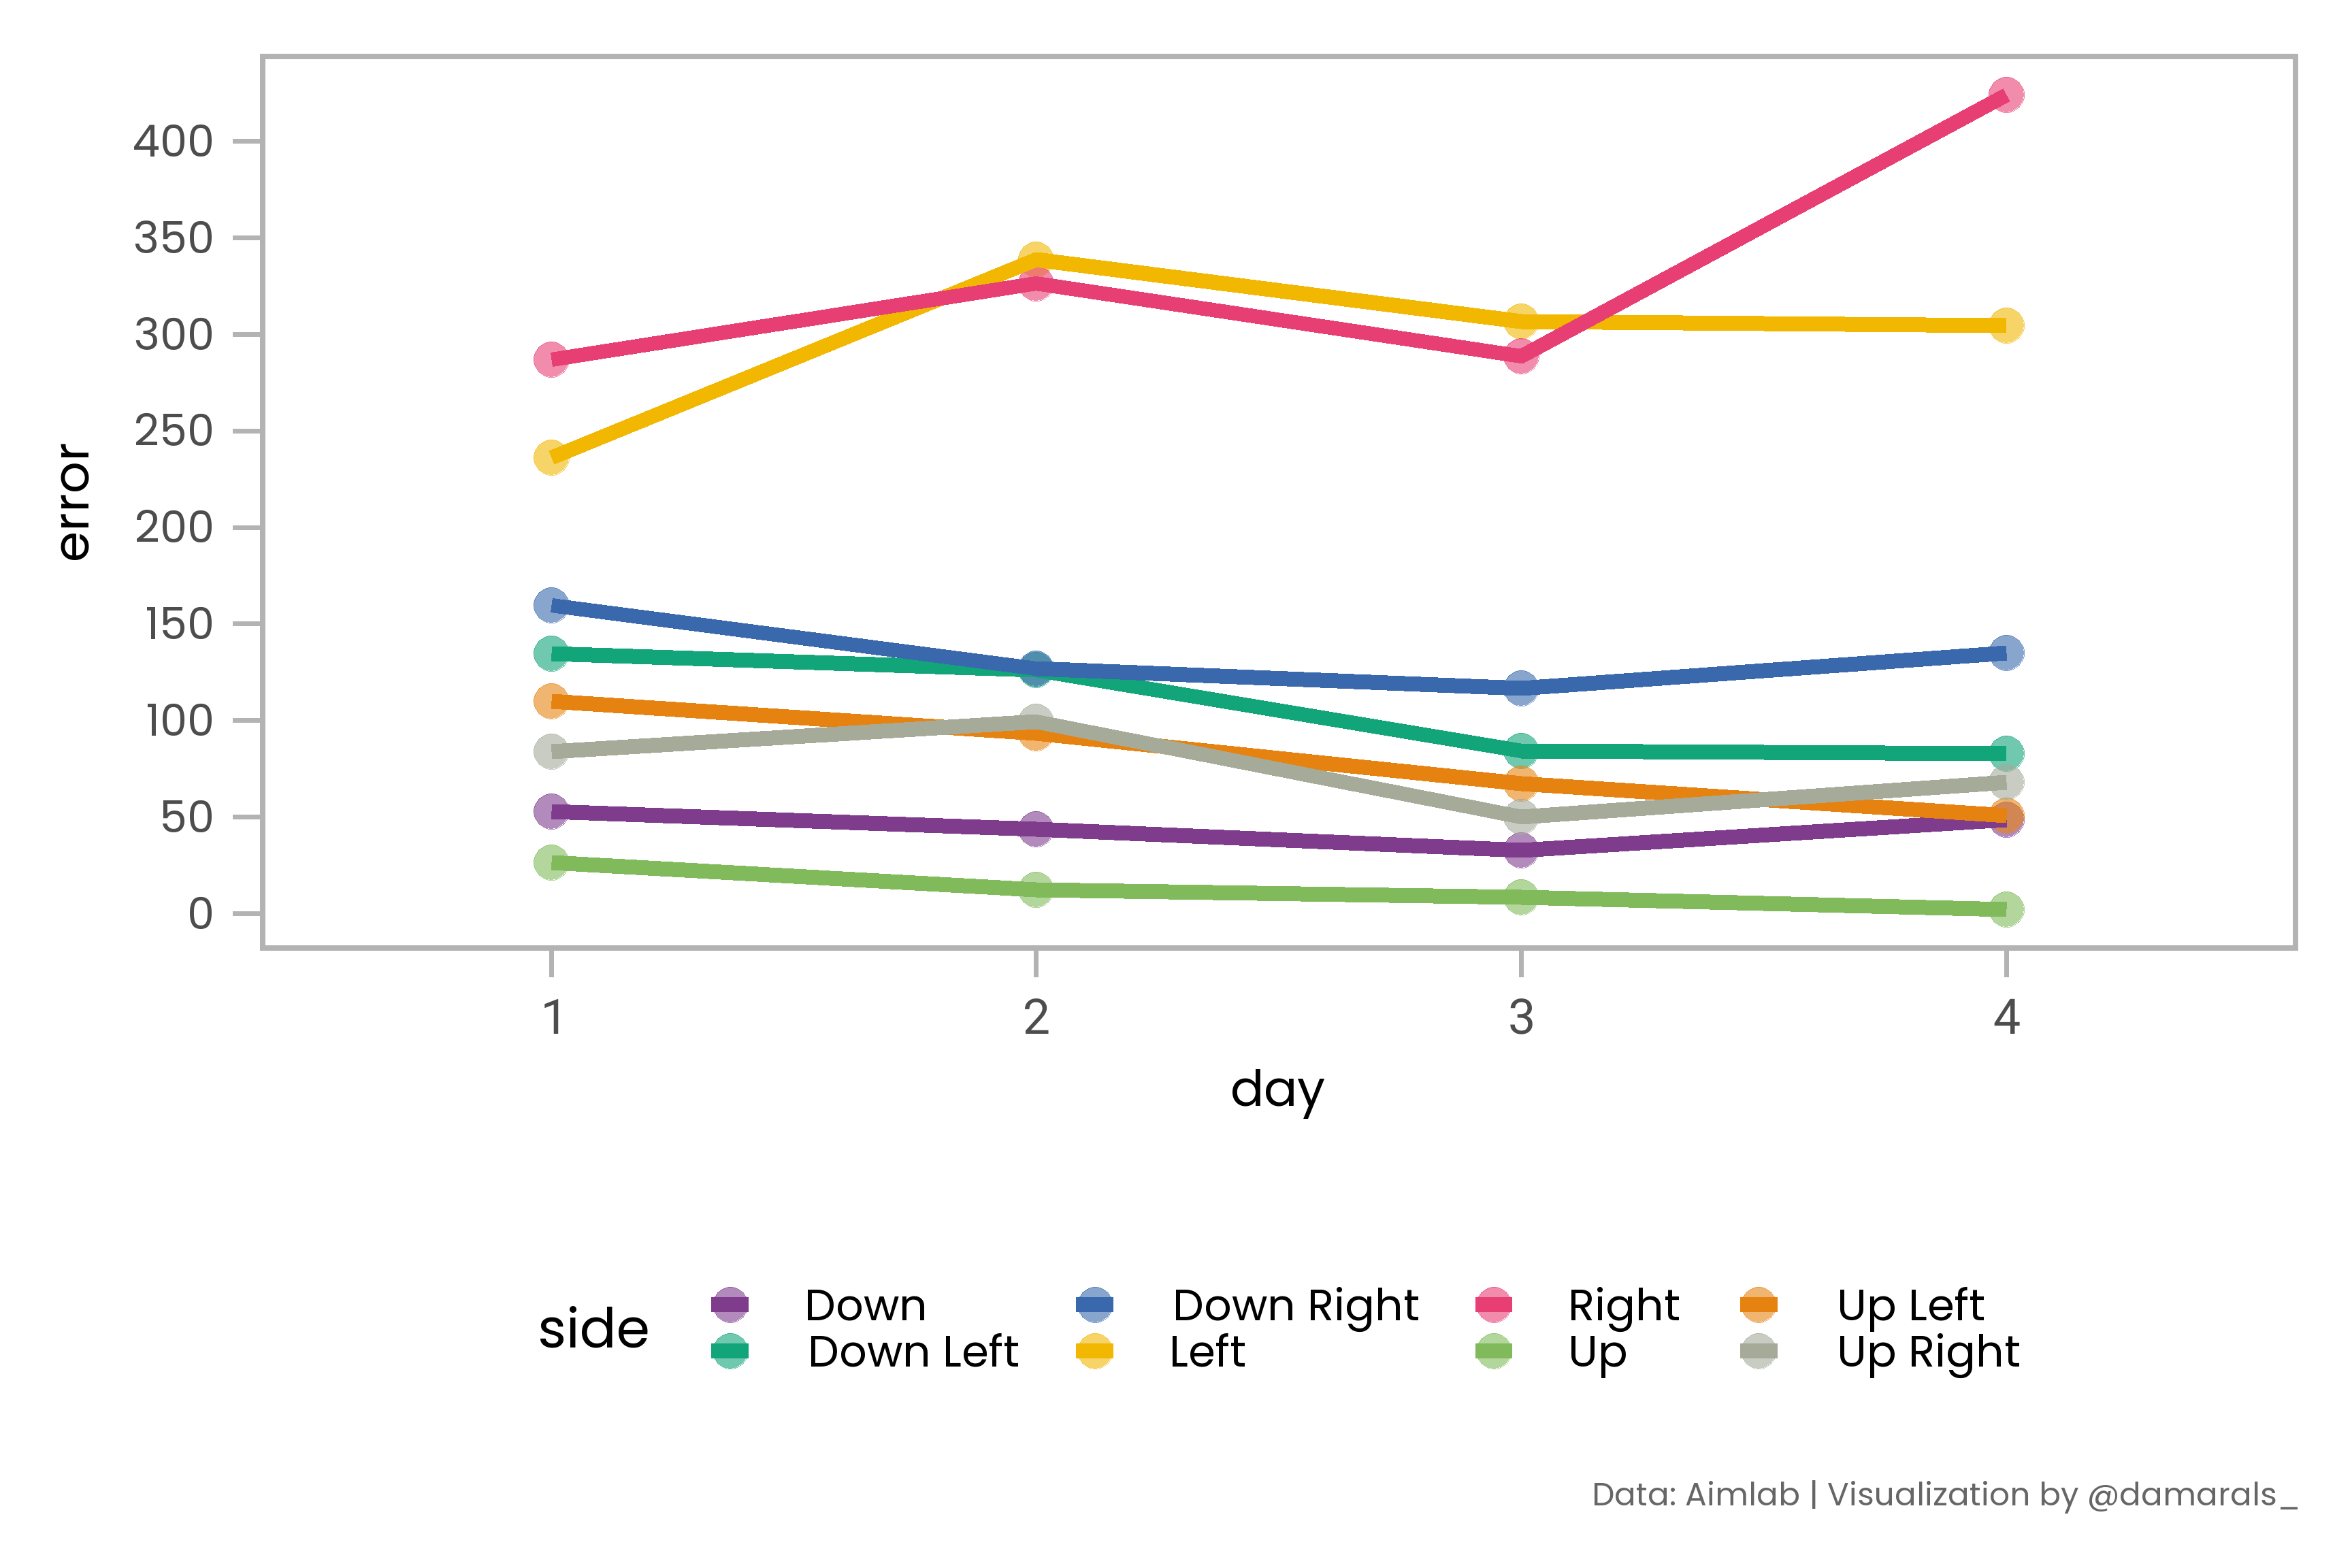 error
400
350
300
250
200
150
100
50
0
1 2 3 4
day
side
Down Down Right Right Up Left
Down Left Left Up Up Right
Data: Aimlab | Visualization by @damarals_